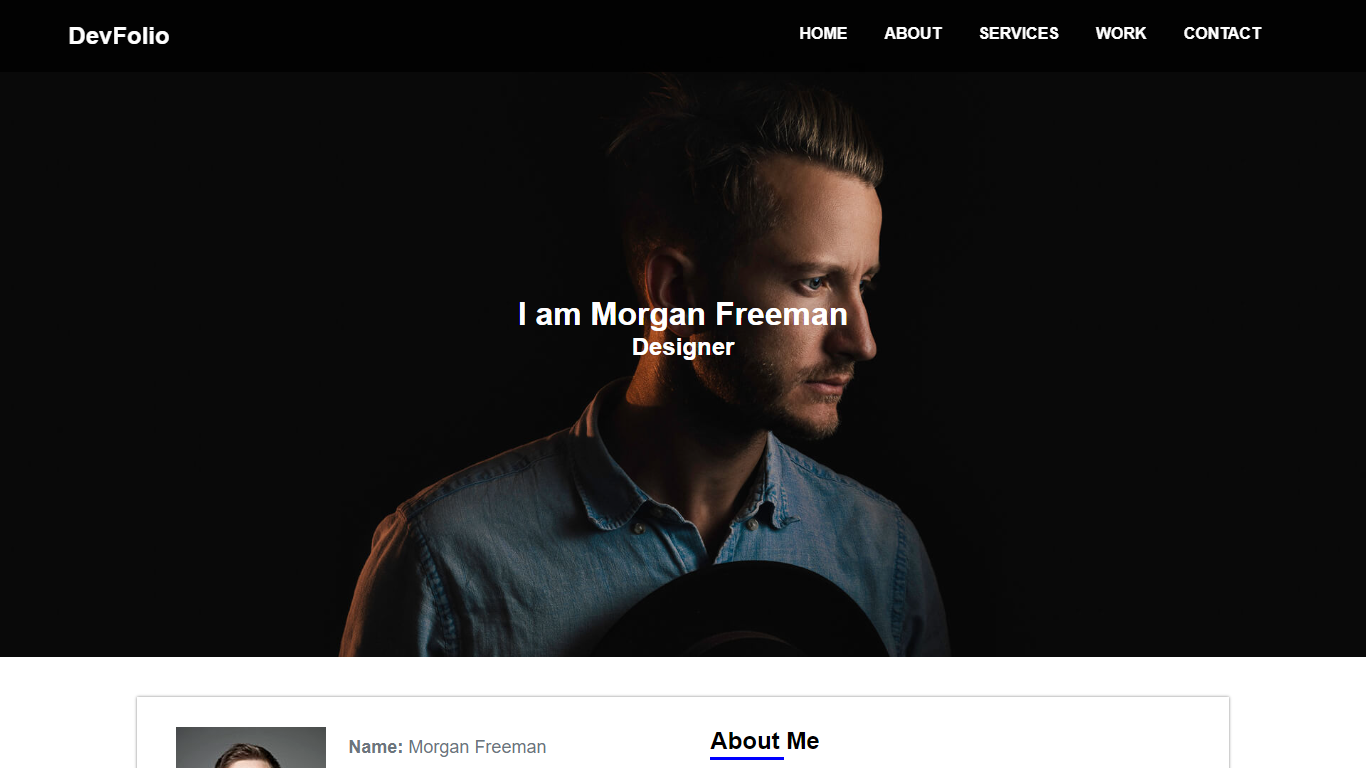 DevFolio
HOME ABOUT SERVICES WORK CONTACT
I am Morgan Freeman
Designer
Name: Morgan Freeman
About Me